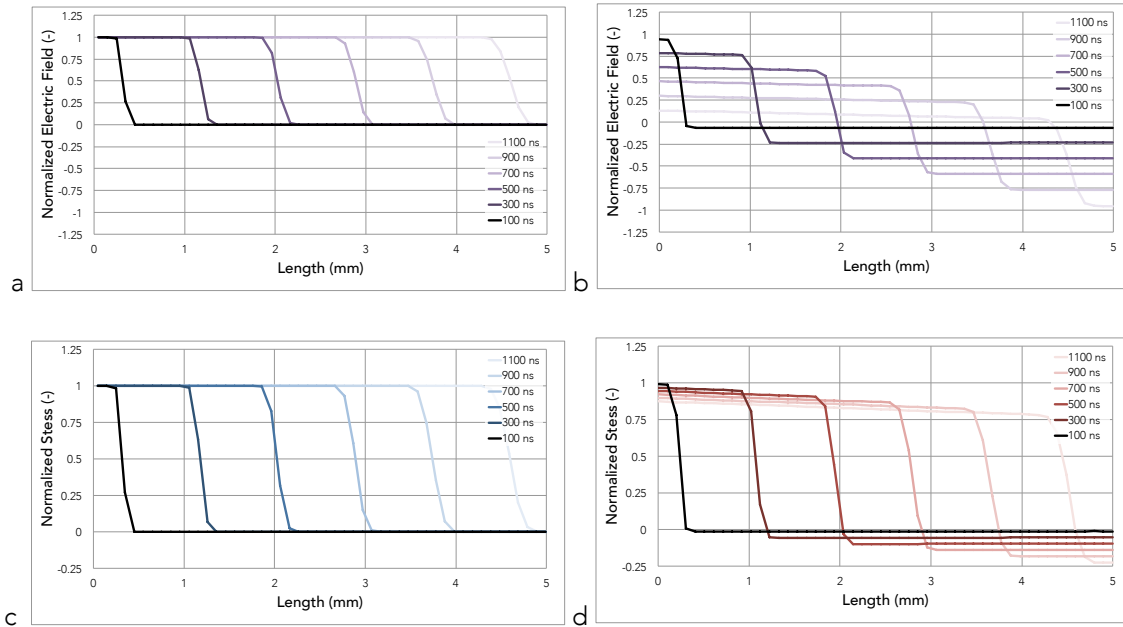 Normalized Electric Field (-)
1.25
1
0.75
0.5
0.25
0
-0.25
-0.5
-0.75
-1
-1.25
0 1 2 3 4 5
Length (mm)
1100 ns
900 ns
700 ns
500 ns
300 ns
100 ns
a
Normalized Electric Field (-)
1.25
1
0.75
0.5
0.25
0
-0.25
-0.5
-0.75
-1
-1.25
0 1 2 3 4 5
Length (mm)
1100 ns
900 ns
700 ns
500 ns
300 ns
100 ns
b
Normalized Stess (-)
1.25
1
0.75
0.5
0.25
0
-0.25
0 1 2 3 4 5
Length (mm)
1100 ns
900 ns
700 ns
500 ns
300 ns
100 ns
c
Normalized Stess (-)
1.25
1
0.75
0.5
0.25
0
-0.25
0 1 2 3 4 5
Length (mm)
1100 ns
900 ns
700 ns
500 ns
300 ns
100 ns
d